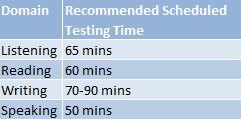 Domain Recommended Scheduled
Testing Time
Listening 65 mins
Reading 60 mins
Writing 70-90 mins
Speaking 50 mins